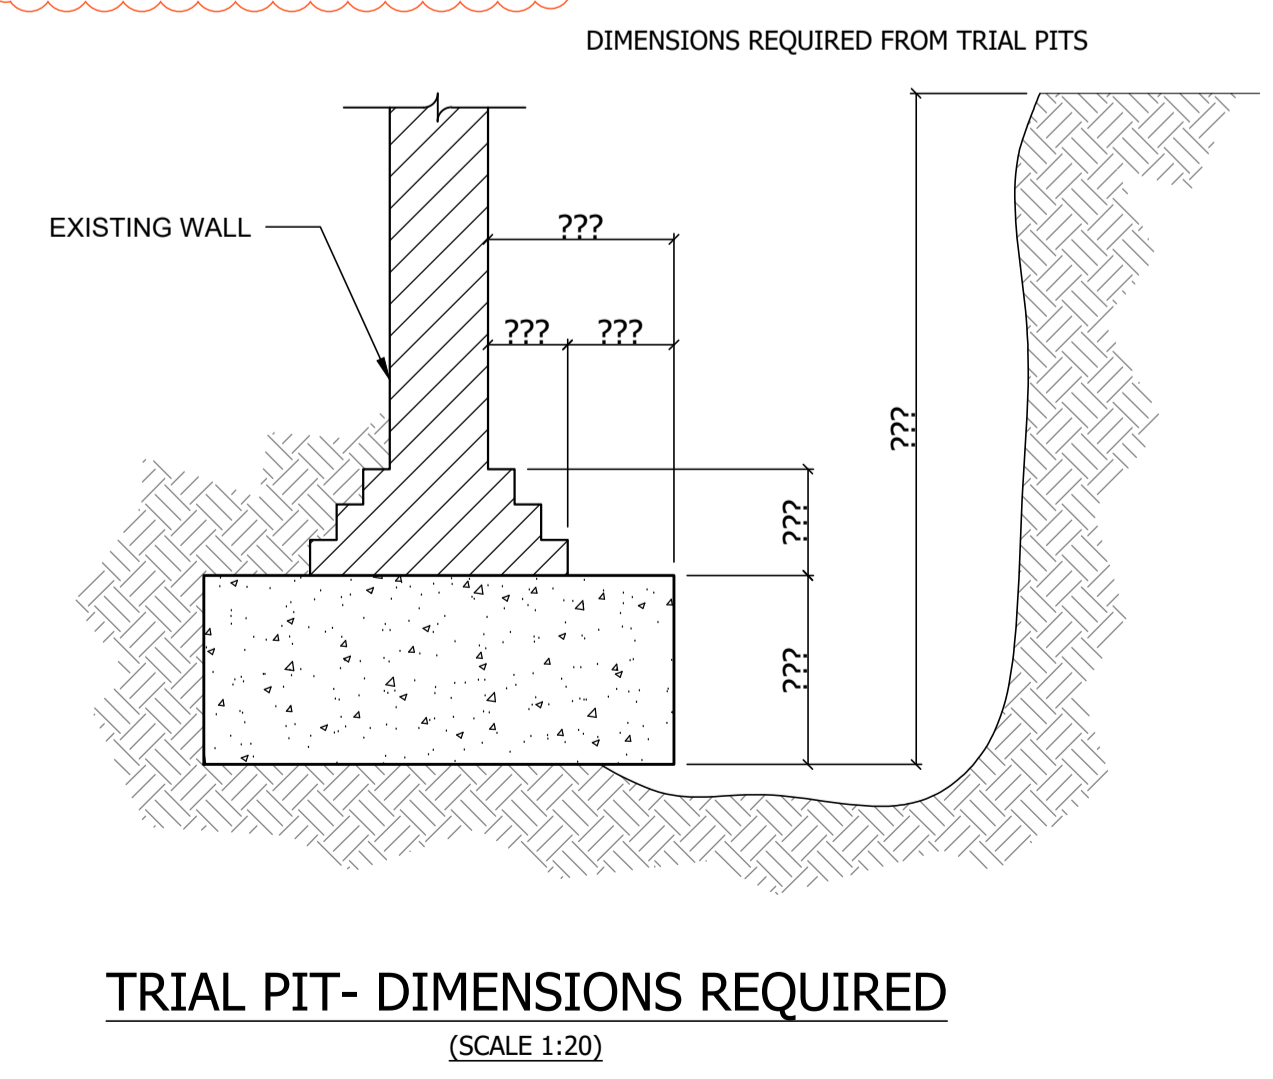 DIMENSIONS REQUIRED FROM TRIAL PITS
EXISTING WALL
???
???
???
???
???
???
TRIAL PIT- DIMENSIONS REQUIRED
(SCALE 1:20)